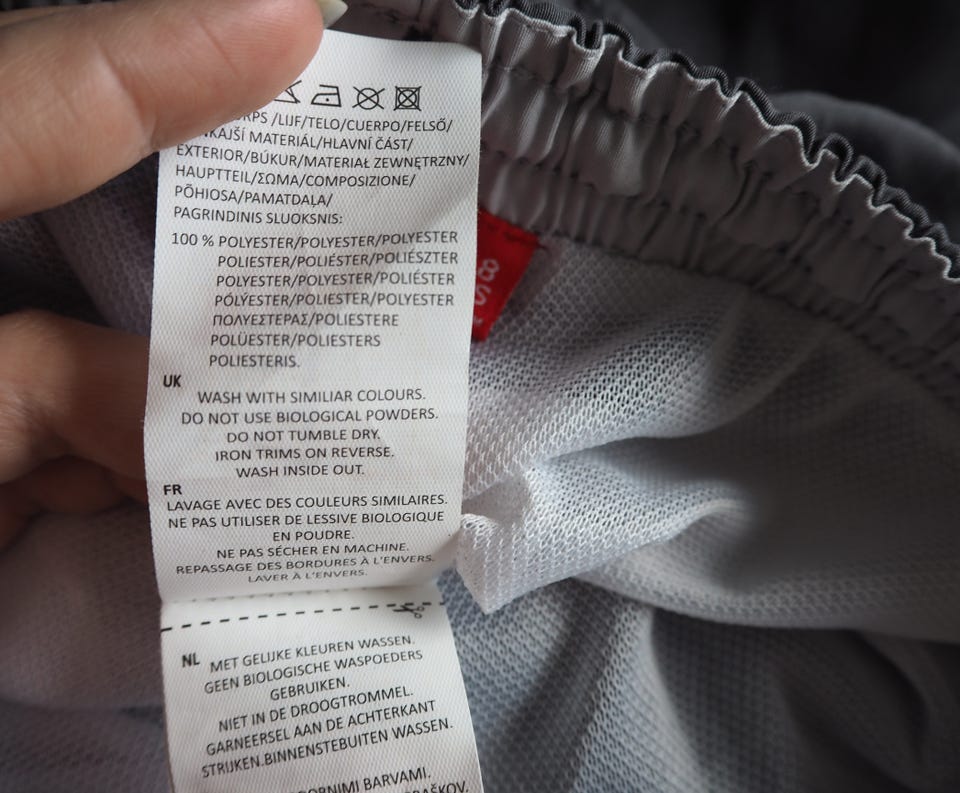 /LIJF/TELO/CUERPO/FELSŐ/
MATERIÁL/HLAVNÍ ČÁST/
EXTERIOR/BÚKUR/MATERIAŁ ZEWNĘTRZNY/
HAUPTTEIL/ΣΩΜΑ/COMPOSIZIONE/
PÕHIOSA/PAMATDAĻA/
PAGRINDINIS SLUOKSNIS:
100 % POLYESTER/POLYESTER/POLYESTER
POLIESTER/POLIÉSTER/POLIÉSZTER
POLYESTER/POLYESTER/POLIÉSTER
PÓLÝESTER/POLIESTER/POLYESTER
ΠΟΛΥΕΣΤΕΡΑΣ/POLIESTERE
POLÜESTER/POLIESTERS
POLIESTERIS.
UK
WASH WITH SIMILIAR COLOURS.
DO NOT USE BIOLOGICAL POWDERS.
DO NOT TUMBLE DRY.
IRON TRIMS ON REVERSE.
WASH INSIDE OUT.
FR
LAVAGE AVEC DES COULEURS SIMILAIRES.
NE PAS UTILISER DE LESSIVE BIOLOGIQUE
EN POUDRE.
NE PAS SÉCHER EN MACHINE.
REPASSAGE DES BORDURES À L'ENVERS.
LAVER À L'ENVERS.
NL MET GELIJKE KLEUREN WASSEN.
GEEN BIOLOGISCHE WASPOEDERS
GEBRUIKEN.
NIET IN DE DROOGTROMMEL.
GARNEERSEL AAN DE ACHTERKANT
STRIJKEN.BINNENSTEBUITEN WASSEN.
BARVAMI.